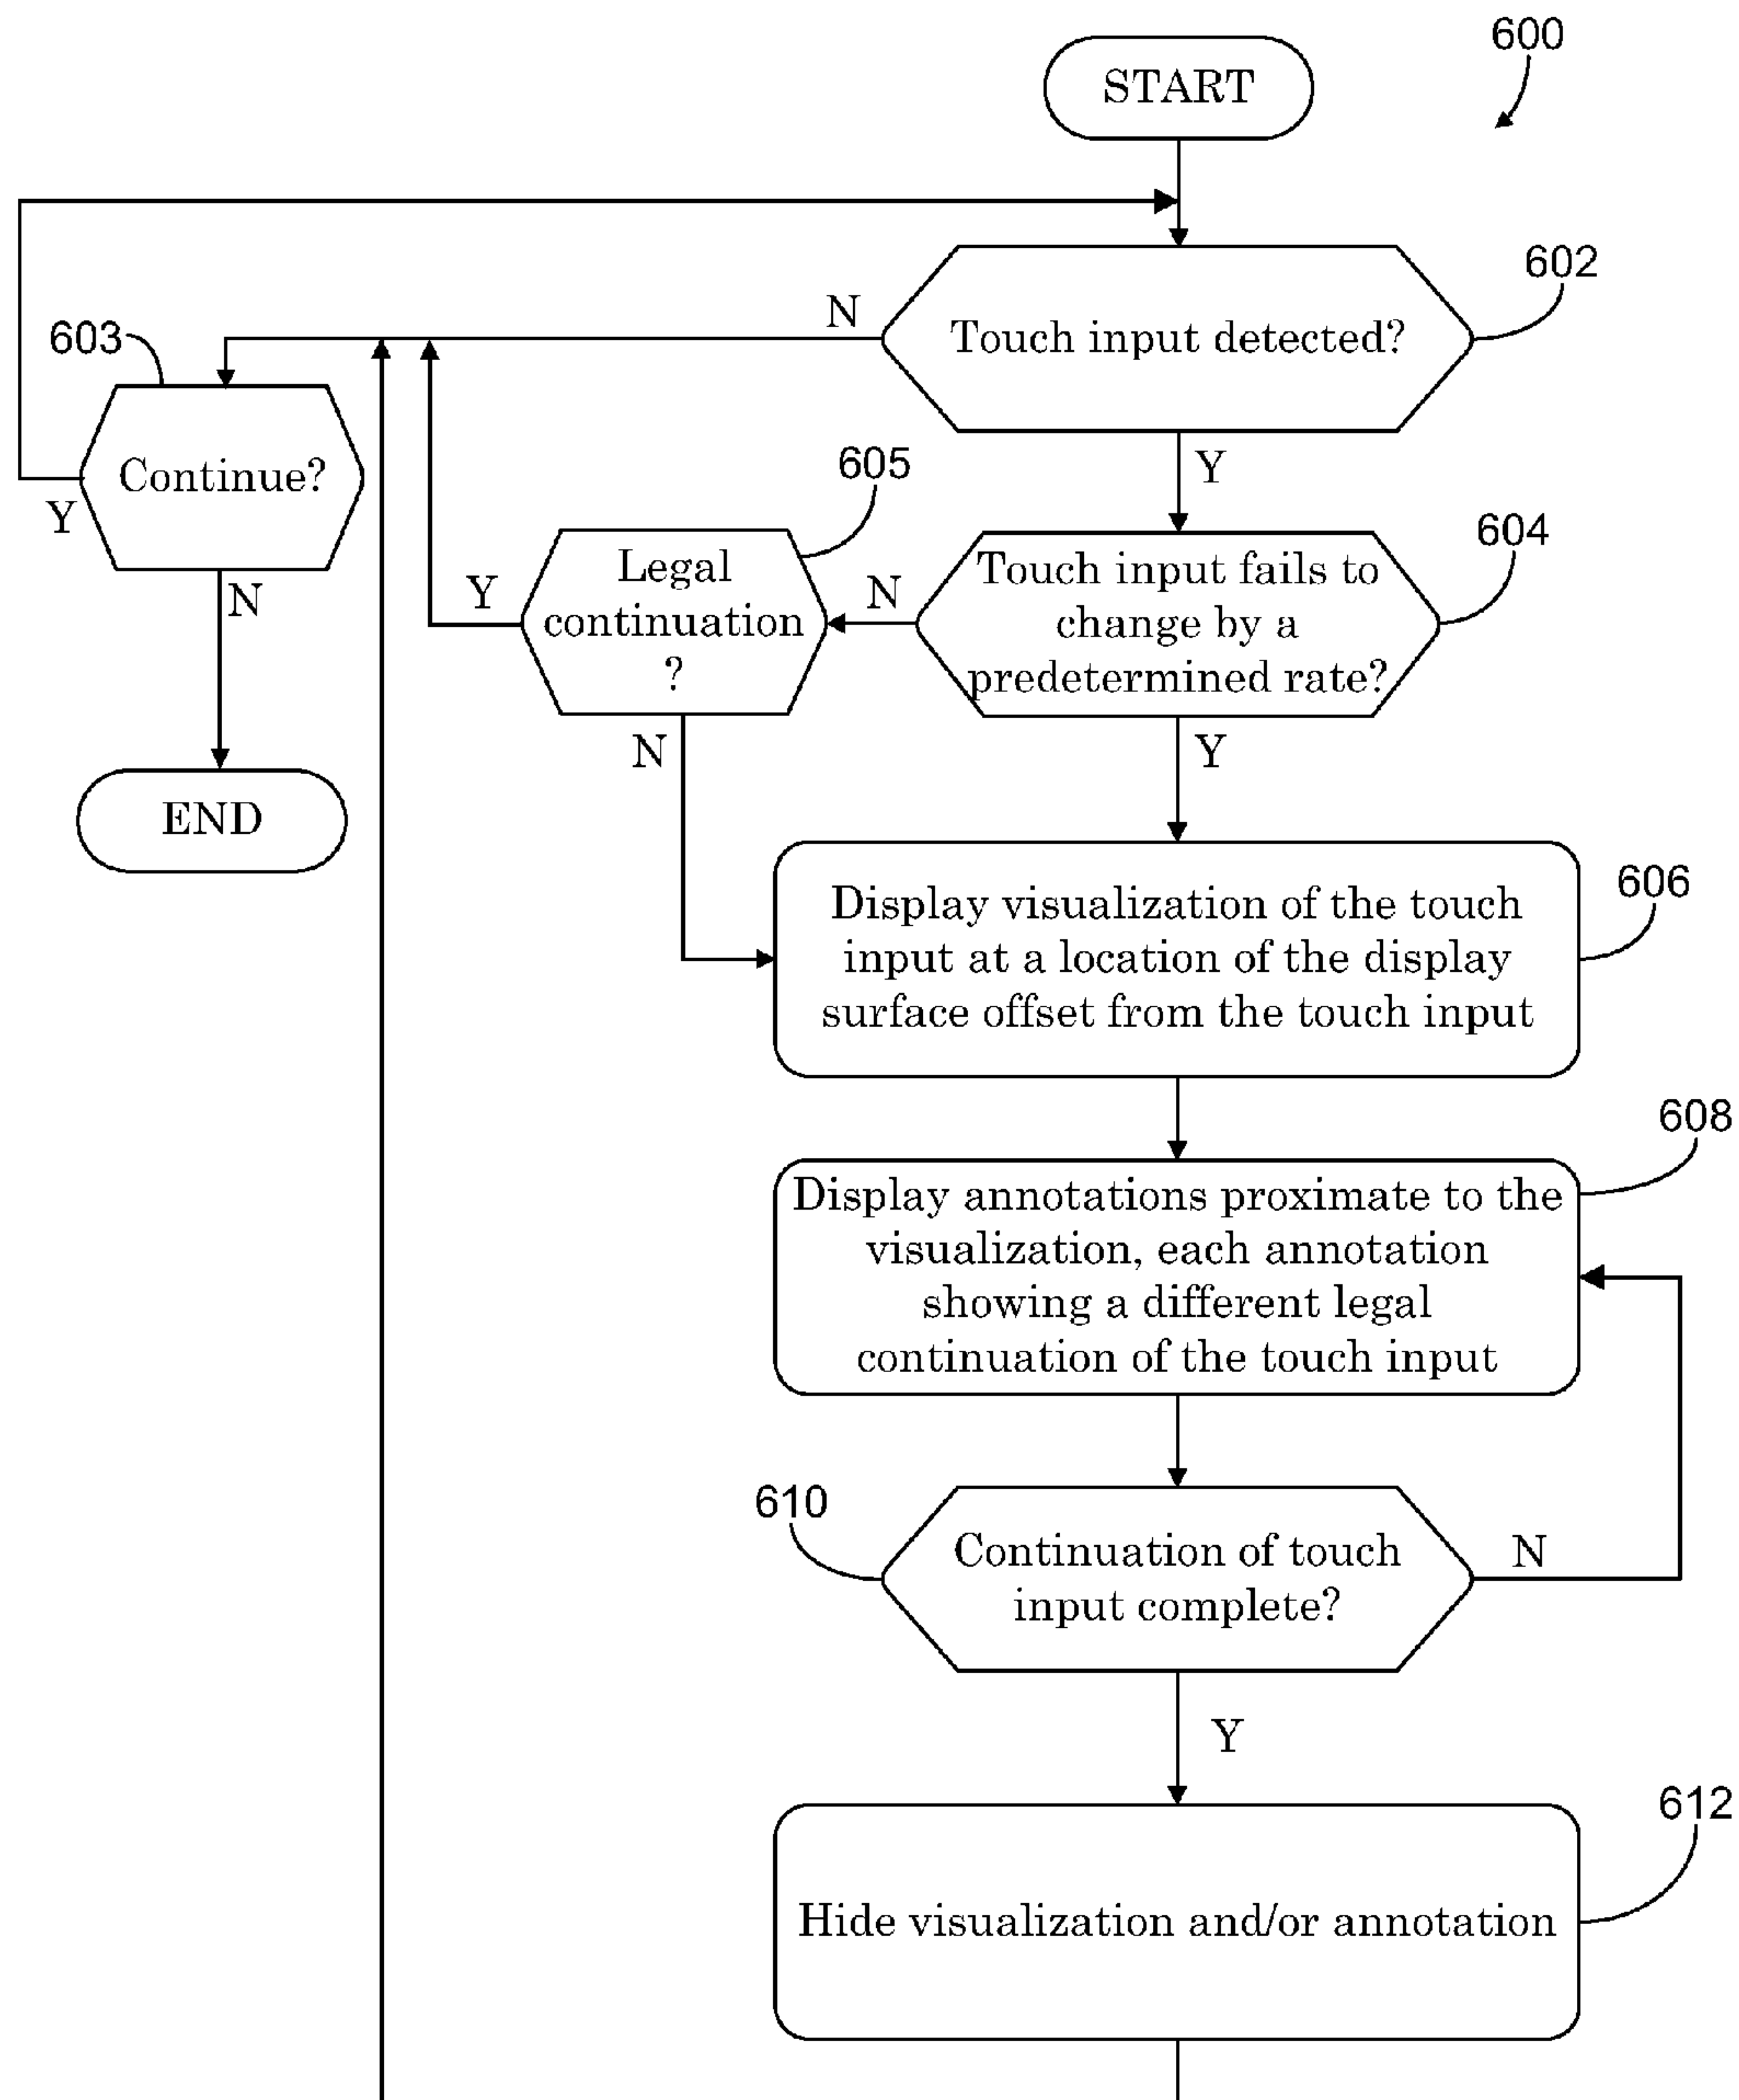 600
START
602
N
Touch input detected?
603
Continue?
Y
N
END
Y
605
604
Legal
continuation
?
Y
N
N
Touch input fails to
change by a
predetermined rate?
Y
606
Display visualization of the touch
input at a location of the display
surface offset from the touch input
608
Display annotations proximate to the
visualization, each annotation
showing a different legal
continuation of the touch input
610
Continuation of touch
input complete?
N
Y
612
Hide visualization and/or annotation